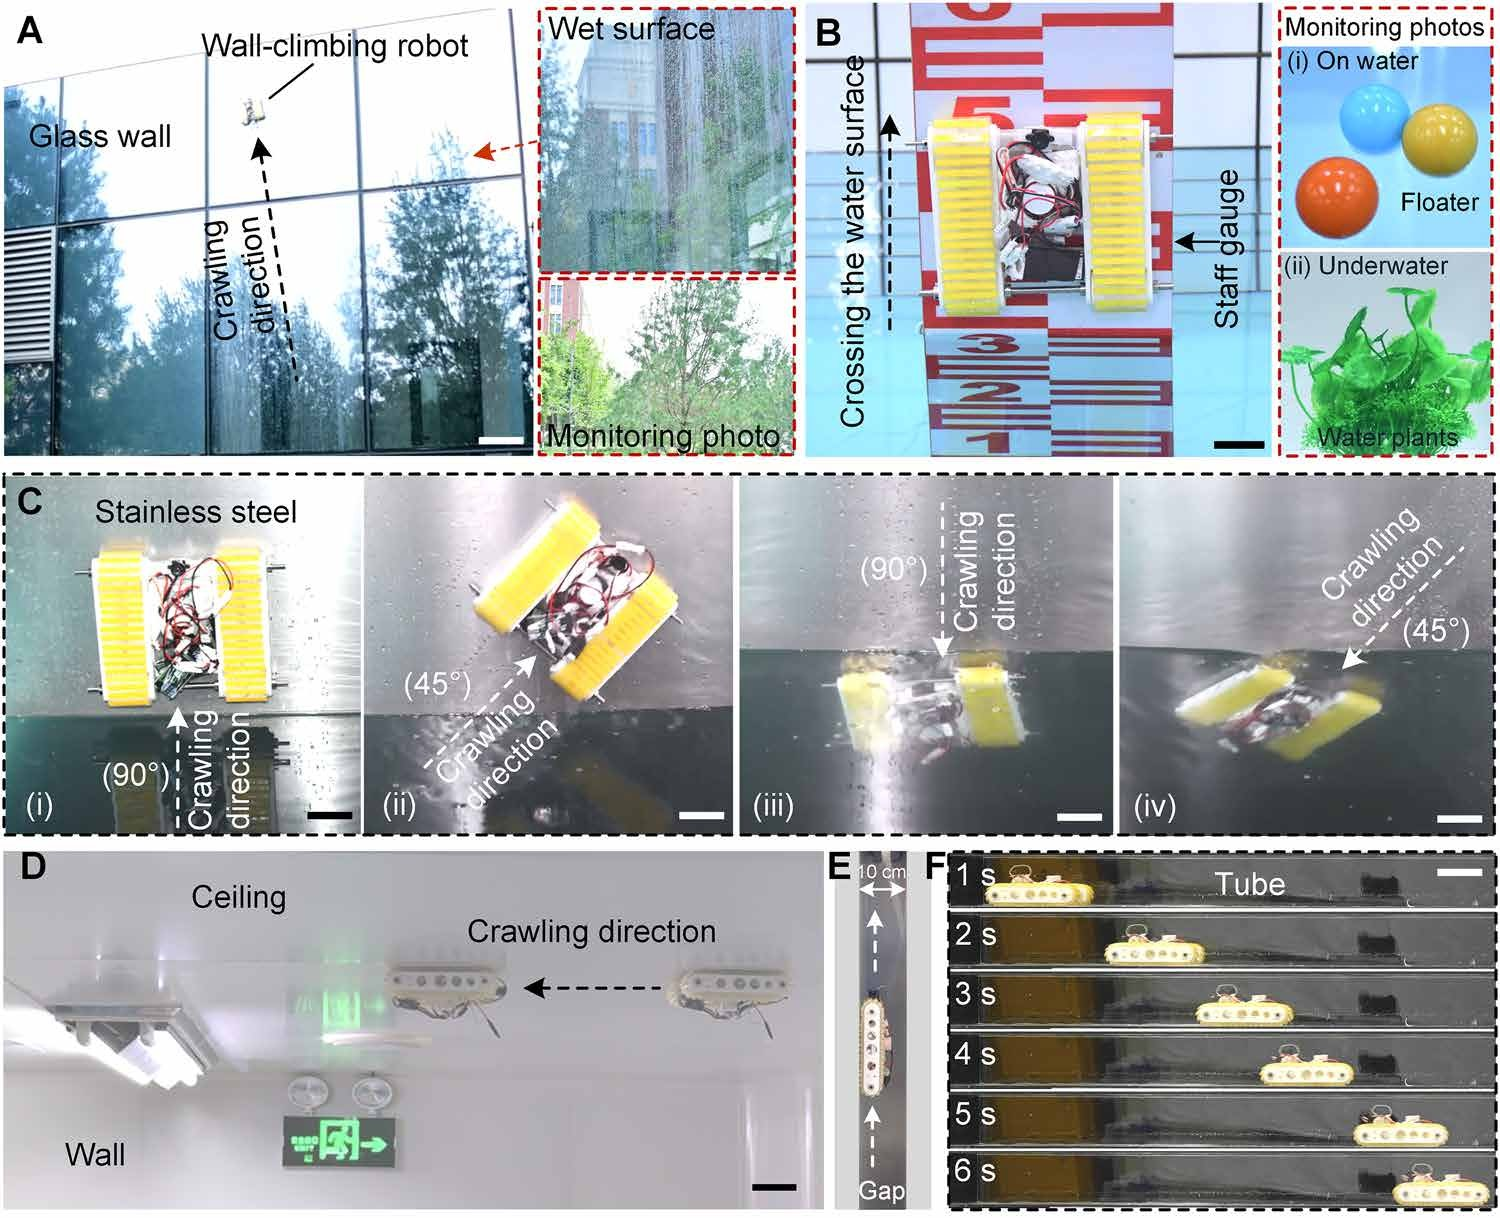 A
Wall-climbing robot
Glass wall
Crawling
direction
Wet surface
Monitoring photo
B
Crossing the water surface
6
5
3
2
1
Staff gauge
Monitoring photos
(i) On water
Floater
(ii) Underwater
Water plants
C
Stainless steel
(90°)
Crawling
direction
(i)
(45°)
Crawling
direction
(ii)
(90°)
Crawling
direction
(iii)
Crawling
direction
(45°)
(iv)
D
Ceiling
Crawling direction
Wall
E
10 cm
Gap
F
1 s
Tube
2 s
3 s
4 s
5 s
6 s